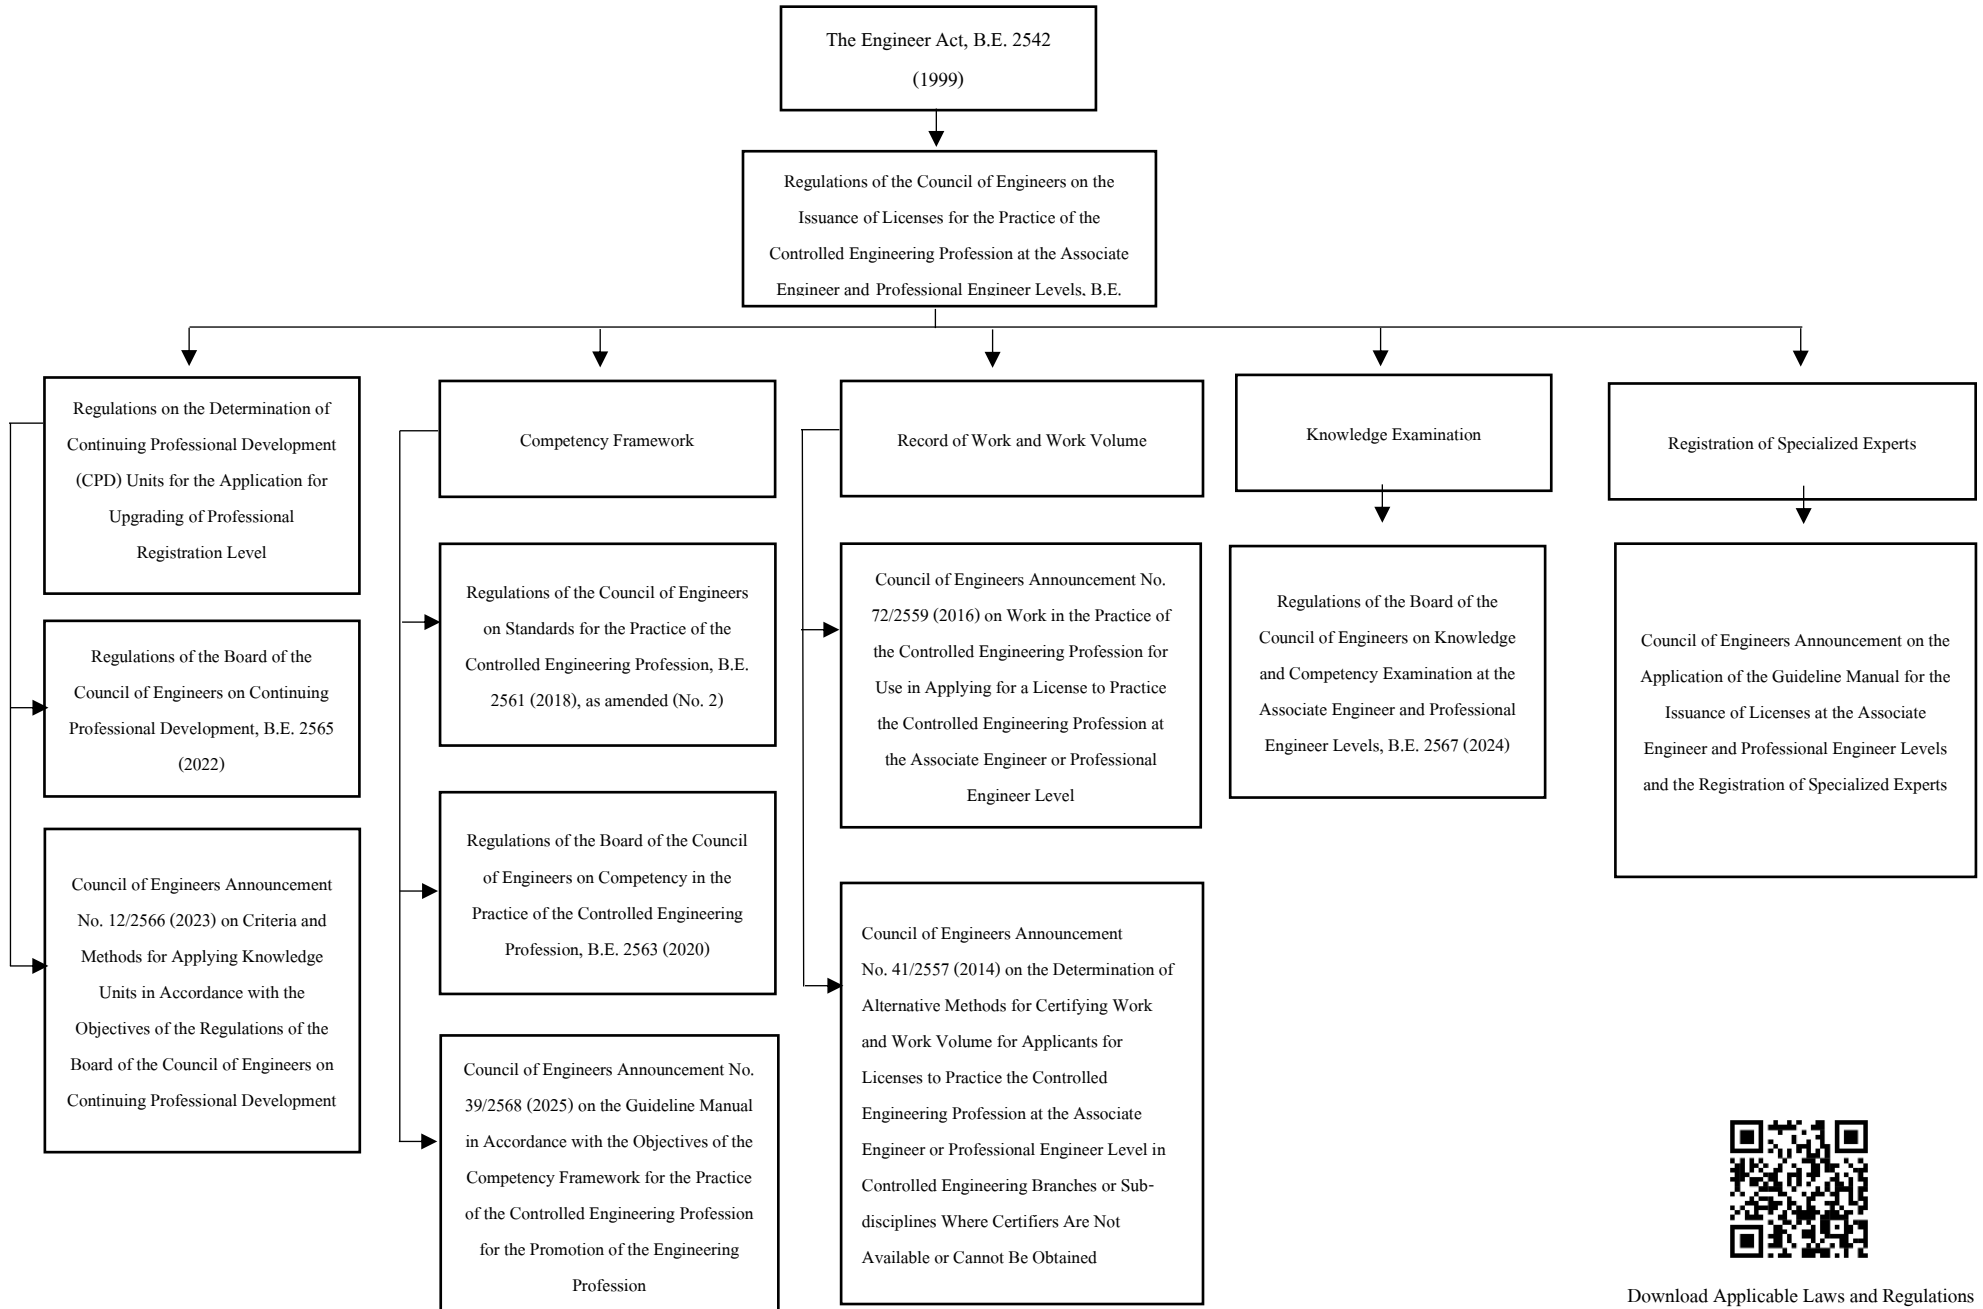 The Engineer Act, B.E. 2542
(1999)
Regulations of the Council of Engineers on the
Issuance of Licenses for the Practice of the
Controlled Engineering Profession at the Associate
Engineer and Professional Engineer Levels, B.E.
Regulations on the Determination of
Continuing Professional Development
(CPD) Units for the Application for
Upgrading of Professional
Registration Level
Regulations of the Board of the
Council of Engineers on Continuing
Professional Development, B.E. 2565
(2022)
Council of Engineers Announcement
No. 12/2566 (2023) on Criteria and
Methods for Applying Knowledge
Units in Accordance with the
Objectives of the Regulations of the
Board of the Council of Engineers on
Continuing Professional Development
Competency Framework
Regulations of the Council of Engineers
on Standards for the Practice of the
Controlled Engineering Profession, B.E.
2561 (2018), as amended (No. 2)
Regulations of the Board of the Council
of Engineers on Competency in the
Practice of the Controlled Engineering
Profession, B.E. 2563 (2020)
Council of Engineers Announcement No.
39/2568 (2025) on the Guideline Manual
in Accordance with the Objectives of the
Competency Framework for the Practice
of the Controlled Engineering Profession
for the Promotion of the Engineering
Profession
Record of Work and Work Volume
Council of Engineers Announcement No.
72/2559 (2016) on Work in the Practice of
the Controlled Engineering Profession for
Use in Applying for a License to Practice
the Controlled Engineering Profession at
the Associate Engineer or Professional
Engineer Level
Council of Engineers Announcement
No. 41/2557 (2014) on the Determination of
Alternative Methods for Certifying Work
and Work Volume for Applicants for
Licenses to Practice the Controlled
Engineering Profession at the Associate
Engineer or Professional Engineer Level in
Controlled Engineering Branches or Sub-
disciplines Where Certifiers Are Not
Available or Cannot Be Obtained
Knowledge Examination
Regulations of the Board of the
Council of Engineers on Knowledge
and Competency Examination at the
Associate Engineer and Professional
Engineer Levels, B.E. 2567 (2024)
Registration of Specialized Experts
Council of Engineers Announcement on the
Application of the Guideline Manual for the
Issuance of Licenses at the Associate
Engineer and Professional Engineer Levels
and the Registration of Specialized Experts
Download Applicable Laws and Regulations